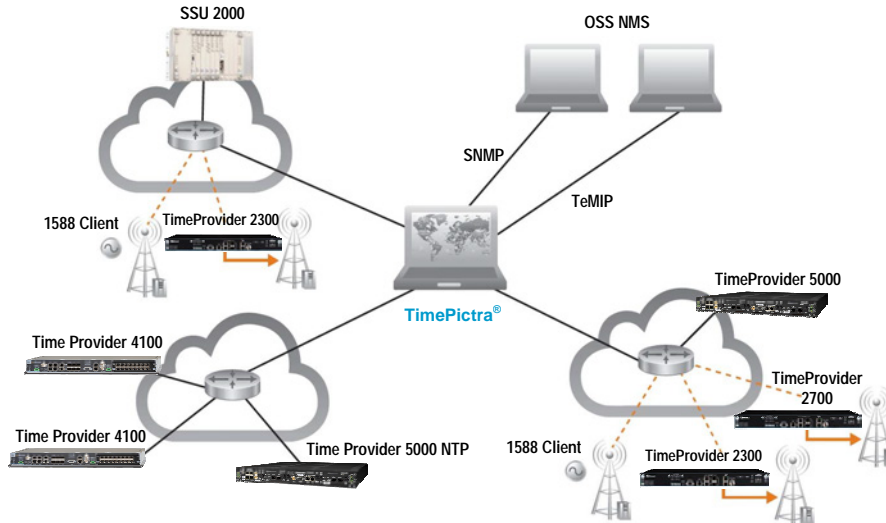 SSU 2000
OSS NMS
SNMP
TeMIP
1588 Client
TimeProvider 2300
TimePictra®
TimeProvider 5000
Time Provider 4100
TimeProvider
2700
Time Provider 4100
Time Provider 5000 NTP
1588 Client
TimeProvider 2300